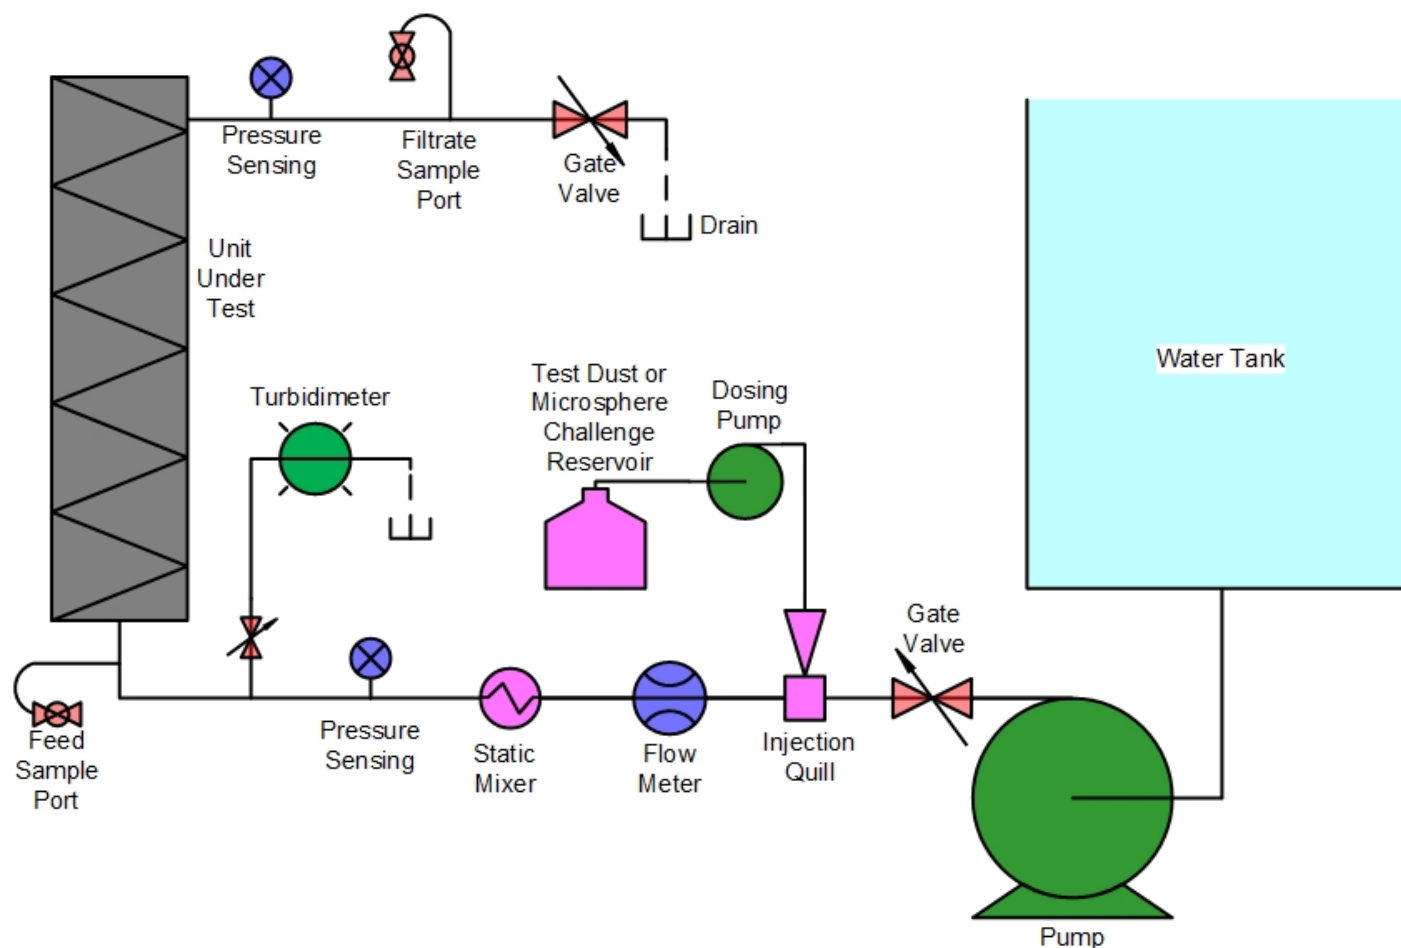 Pressure
Sensing
Filtrate
Sample
Port
Gate
Valve
Drain
Unit
Under
Test
Water Tank
Turbidimeter
Test Dust or
Microsphere
Challenge
Reservoir
Dosing
Pump
Gate
Valve
Feed
Sample
Port
Pressure
Sensing
Static
Mixer
Flow
Meter
Injection
Quill
Pump